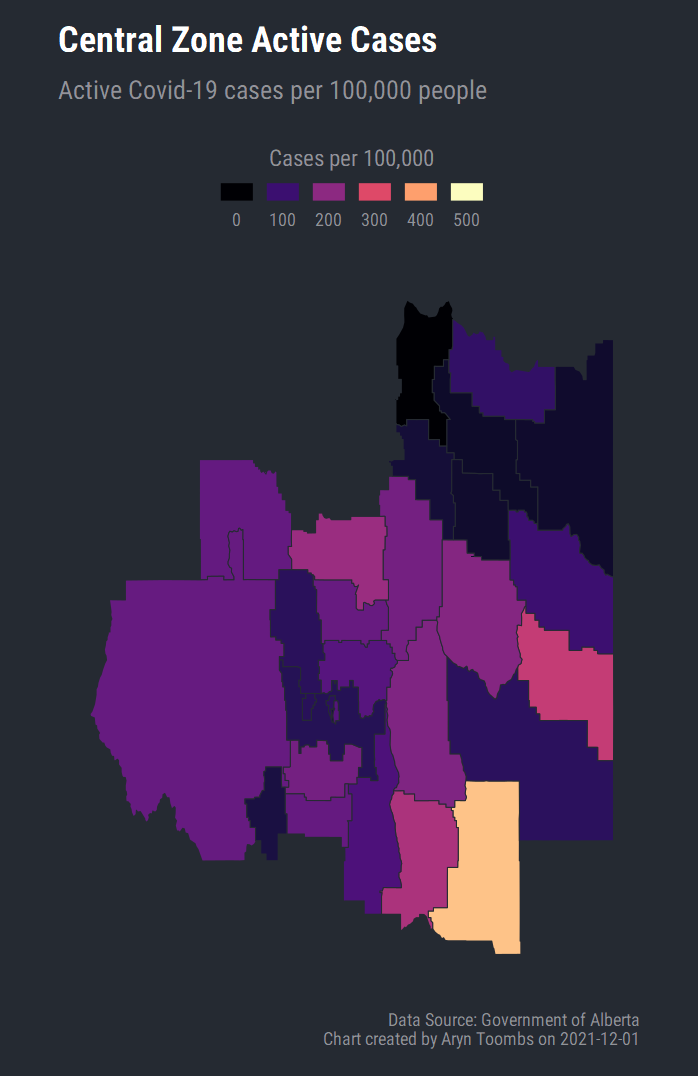 Central Zone Active Cases
Active Covid-19 cases per 100,000 people
Cases per 100,000
0 100 200 300 400 500
Data Source: Government of Alberta
Chart created by Aryn Toombs on 2021-12-01